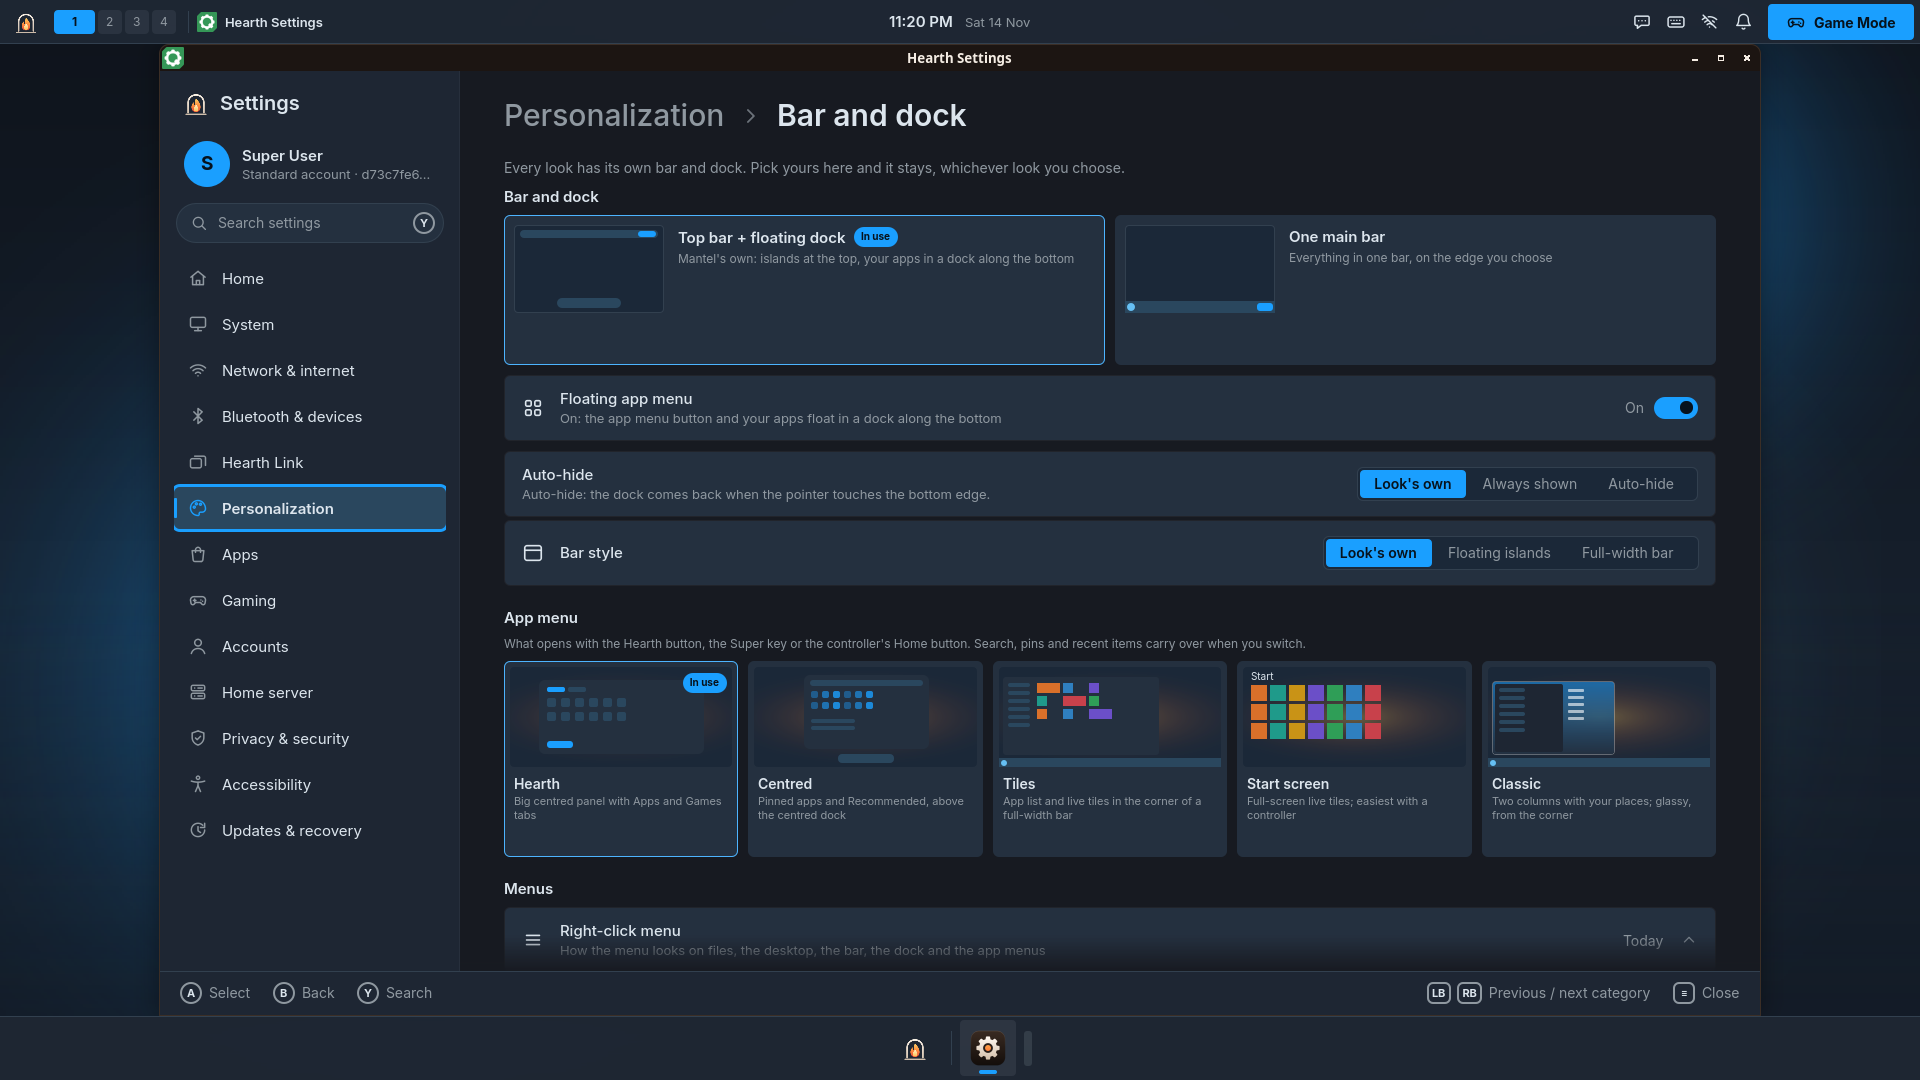 1
2
3
4
Hearth Settings
11:20 PM
Sat 14 Nov
Game Mode
Hearth Settings
Settings
S
Super User
Standard account · d73c7fe6...
Search settings
Y
Home
System
Network & internet
Bluetooth & devices
Hearth Link
Personalization
Apps
Gaming
Accounts
Home server
Privacy & security
Accessibility
Updates & recovery
Personalization
Bar and dock
Every look has its own bar and dock. Pick yours here and it stays, whichever look you choose.
Bar and dock
Top bar + floating dock
In use
Mantel's own: islands at the top, your apps in a dock along the bottom
One main bar
Everything in one bar, on the edge you choose
Floating app menu
On: the app menu button and your apps float in a dock along the bottom
On
Auto-hide
Auto-hide: the dock comes back when the pointer touches the bottom edge.
Look's own
Always shown
Auto-hide
Bar style
Look's own
Floating islands
Full-width bar
App menu
What opens with the Hearth button, the Super key or the controller's Home button. Search, pins and recent items carry over when you switch.
In use
Hearth
Big centred panel with Apps and Games
tabs
Centred
Pinned apps and Recommended, above
the centred dock
Tiles
App list and live tiles in the corner of a
full-width bar
Start
Start screen
Full-screen live tiles; easiest with a
controller
Classic
Two columns with your places; glassy,
from the corner
Menus
Right-click menu
How the menu looks on files, the desktop, the bar, the dock and the app menus
Today
A
Select
B
Back
Y
Search
LB
RB
Previous / next category
Close